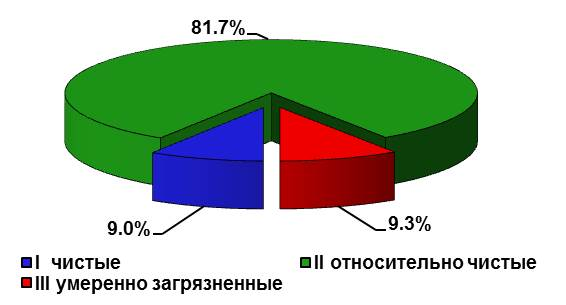 81.7%
9.0%
9.3%
I чистые
II относительно чистые
III умеренно загрязненные